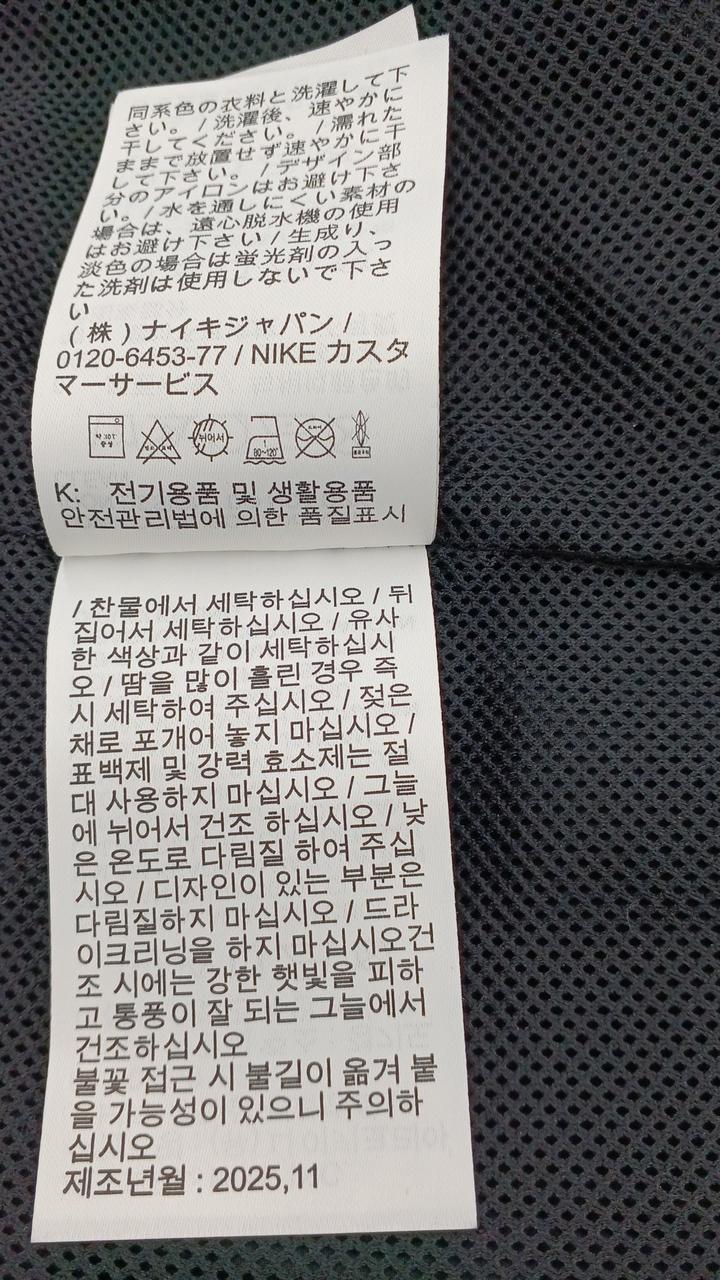 同系色の衣料と洗濯して下
さい。/洗濯後、速やかに
干してください。/濡れた
ままで放置せず速やかに干
して下さい。/デザイン部
分のアイロンはお避け下さ
い。/水を通しにくい素材の
場合は、遠心脱水機の使用
はお避け下さい/生成り、
淡色の場合は蛍光剤の入っ
た洗剤は使用しないで下さ
い
(株)ナイキジャパン/
0120-6453-77 / NIKE カスタ
マーサービス
약 30℃ 중성
뉘어서
80~120℃
드라이
K: 전기용품 및 생활용품
안전관리법에 의한 품질표시
/ 찬물에서 세탁하십시오 / 뒤
집어서 세탁하십시오 / 유사
한 색상과 같이 세탁하십시
오 / 땀을 많이 흘린 경우 즉
시 세탁하여 주십시오 / 젖은
채로 포개어 놓지 마십시오 /
표백제 및 강력 효소제는 절
대 사용하지 마십시오 / 그늘
에 뉘어서 건조 하십시오 / 낮
은 온도로 다림질 하여 주십
시오 / 디자인이 있는 부분은
다림질하지 마십시오 / 드라
이크리닝을 하지 마십시오건
조 시에는 강한 햇빛을 피하
고 통풍이 잘 되는 그늘에서
건조하십시오
불꽃 접근 시 불길이 옮겨 붙
을 가능성이 있으니 주의하
십시오
제조년월 : 2025,11